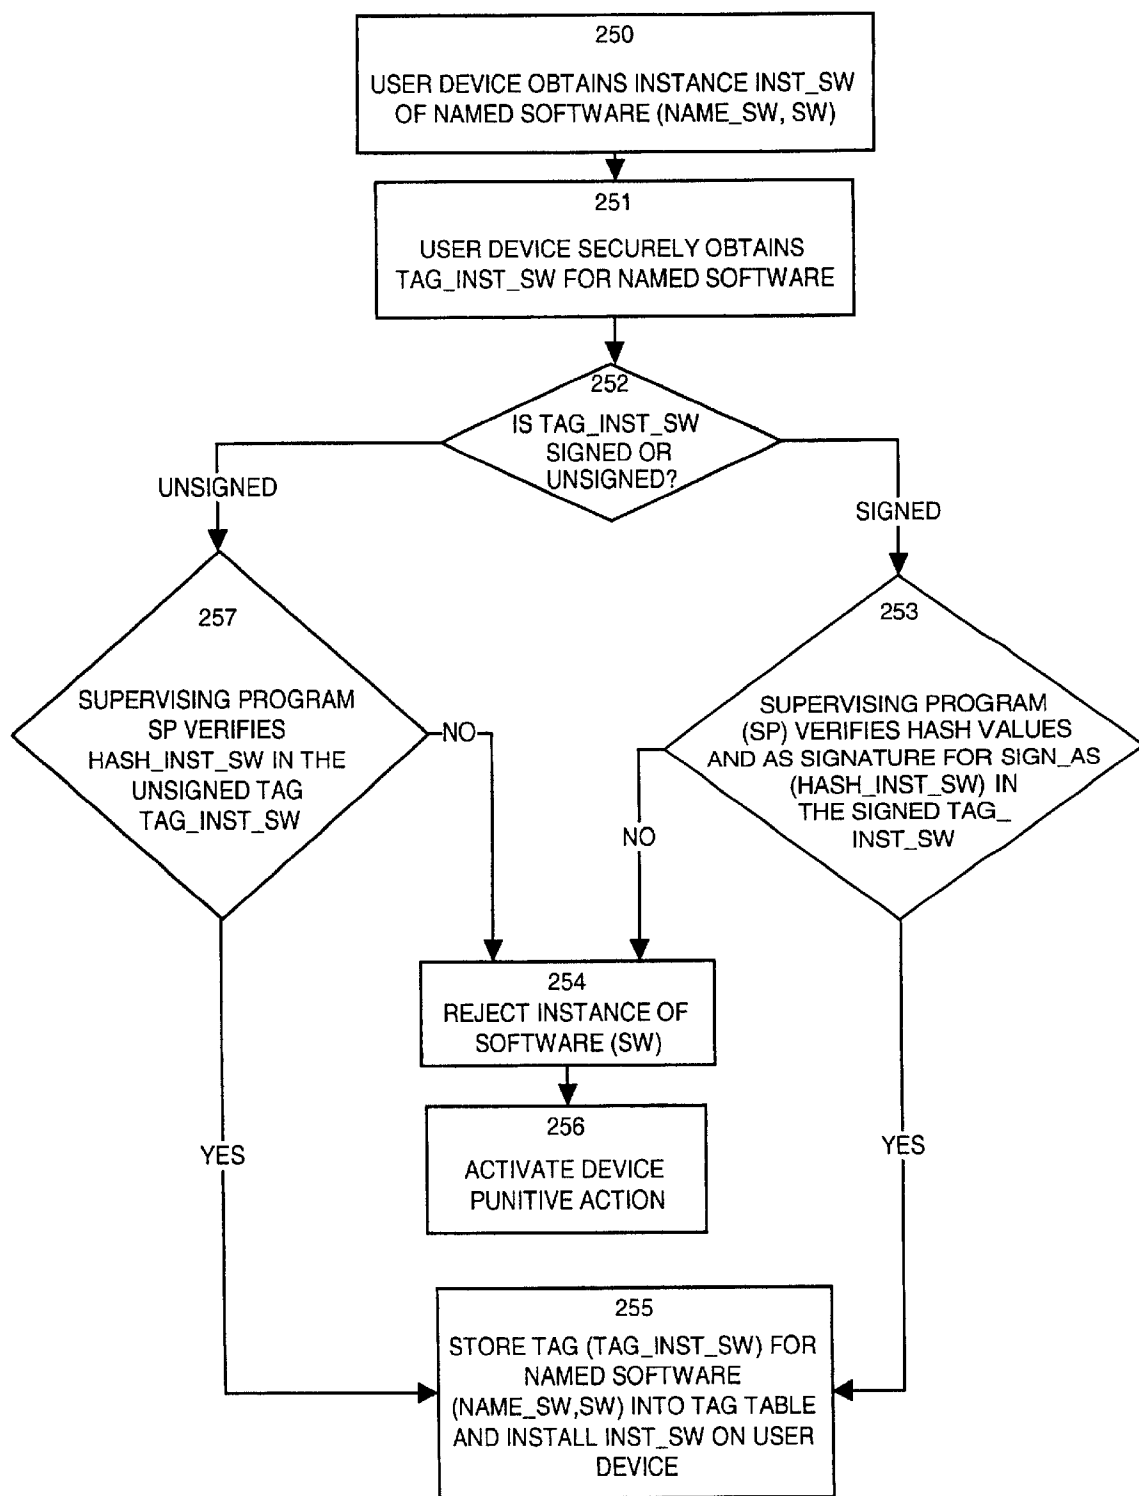 250
USER DEVICE OBTAINS INSTANCE INST_SW
OF NAMED SOFTWARE (NAME_SW, SW)
251
USER DEVICE SECURELY OBTAINS
TAG_INST_SW FOR NAMED SOFTWARE
252
IS TAG_INST_SW
SIGNED OR
UNSIGNED?
UNSIGNED
SIGNED
257
SUPERVISING PROGRAM
SP VERIFIES
HASH_INST_SW IN THE
UNSIGNED TAG
TAG_INST_SW
NO
253
SUPERVISING PROGRAM
(SP) VERIFIES HASH VALUES
AND AS SIGNATURE FOR SIGN_AS
(HASH_INST_SW) IN
THE SIGNED TAG_
INST_SW
NO
254
REJECT INSTANCE OF
SOFTWARE (SW)
256
ACTIVATE DEVICE
PUNITIVE ACTION
YES
YES
255
STORE TAG (TAG_INST_SW) FOR
NAMED SOFTWARE
(NAME_SW,SW) INTO TAG TABLE
AND INSTALL INST_SW ON USER
DEVICE